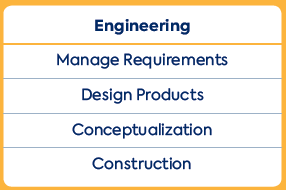 Engineering
Manage Requirements
Design Products
Conceptualization
Construction